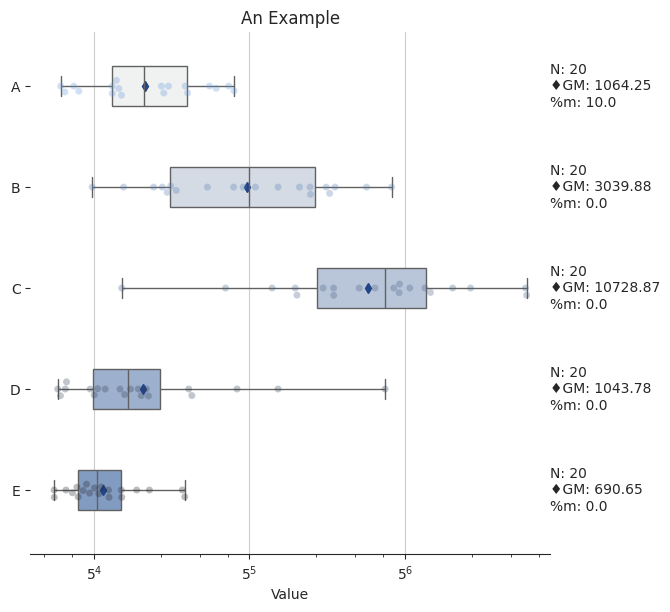 An Example
A
N: 20
♦GM: 1064.25
%m: 10.0
B
N: 20
♦GM: 3039.88
%m: 0.0
C
N: 20
♦GM: 10728.87
%m: 0.0
D
N: 20
♦GM: 1043.78
%m: 0.0
E
N: 20
♦GM: 690.65
%m: 0.0
5⁴ 5⁵ 5⁶
Value